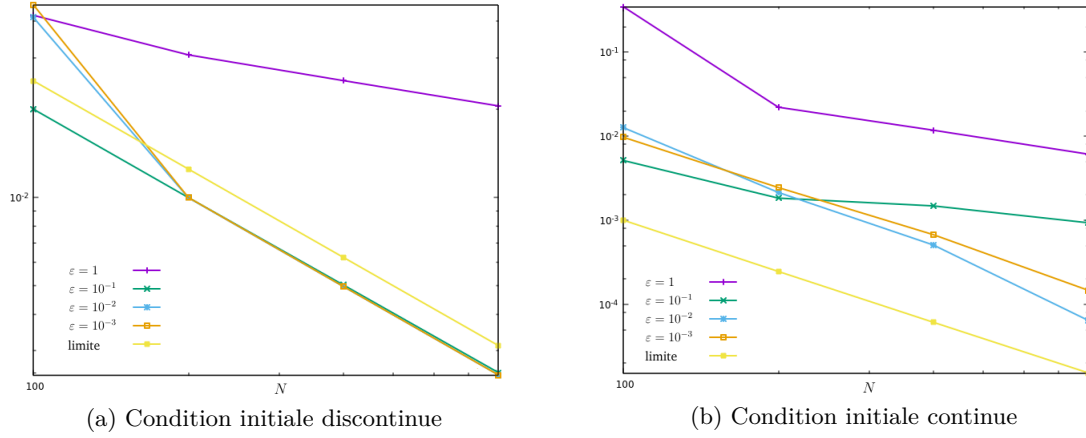 10⁻²
ε = 1
ε = 10⁻¹
ε = 10⁻²
ε = 10⁻³
limite
100
N
(a) Condition initiale discontinue
10⁻¹
10⁻²
10⁻³
10⁻⁴
ε = 1
ε = 10⁻¹
ε = 10⁻²
ε = 10⁻³
limite
100
N
(b) Condition initiale continue